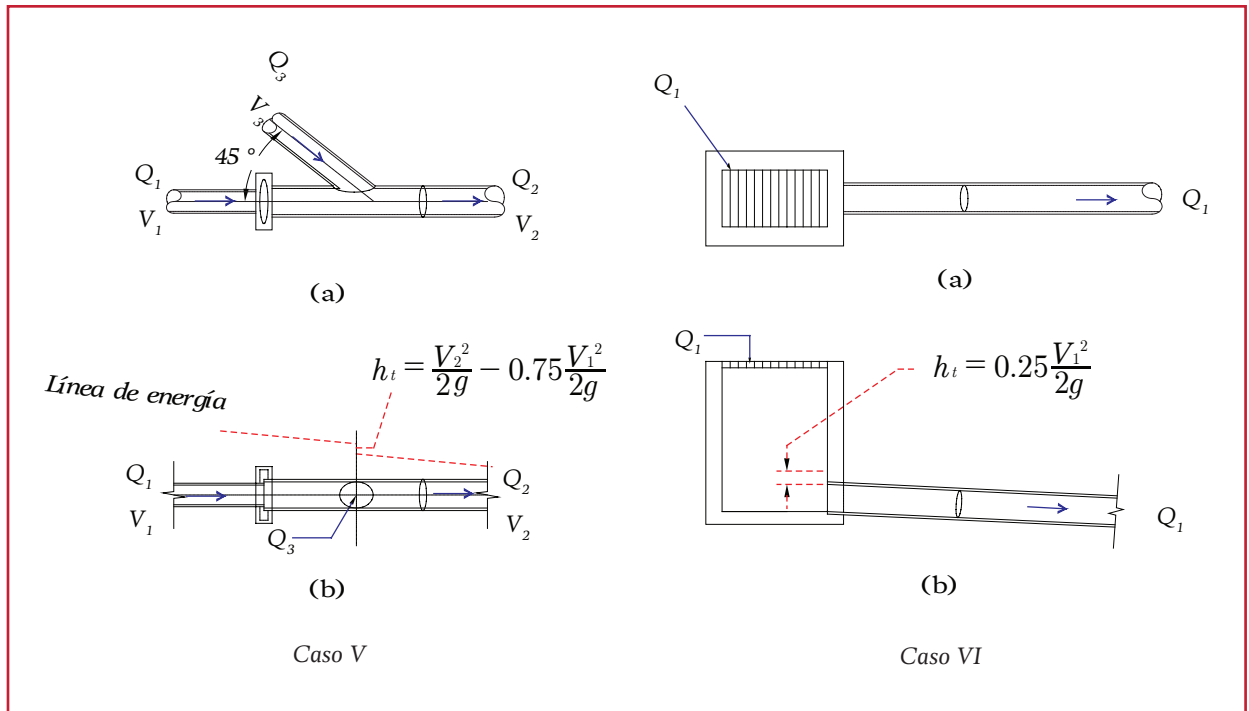 Q₃
V₃
45 °
Q₁
V₁
Q₂
V₂
(a)
Línea de energía
hₜ = V₂²/2g − 0.75 V₁²/2g
Q₁
V₁
Q₂
V₂
Q₃
(b)
Caso V
Q₁
Q₁
(a)
Q₁
hₜ = 0.25 V₁²/2g
Q₁
(b)
Caso VI